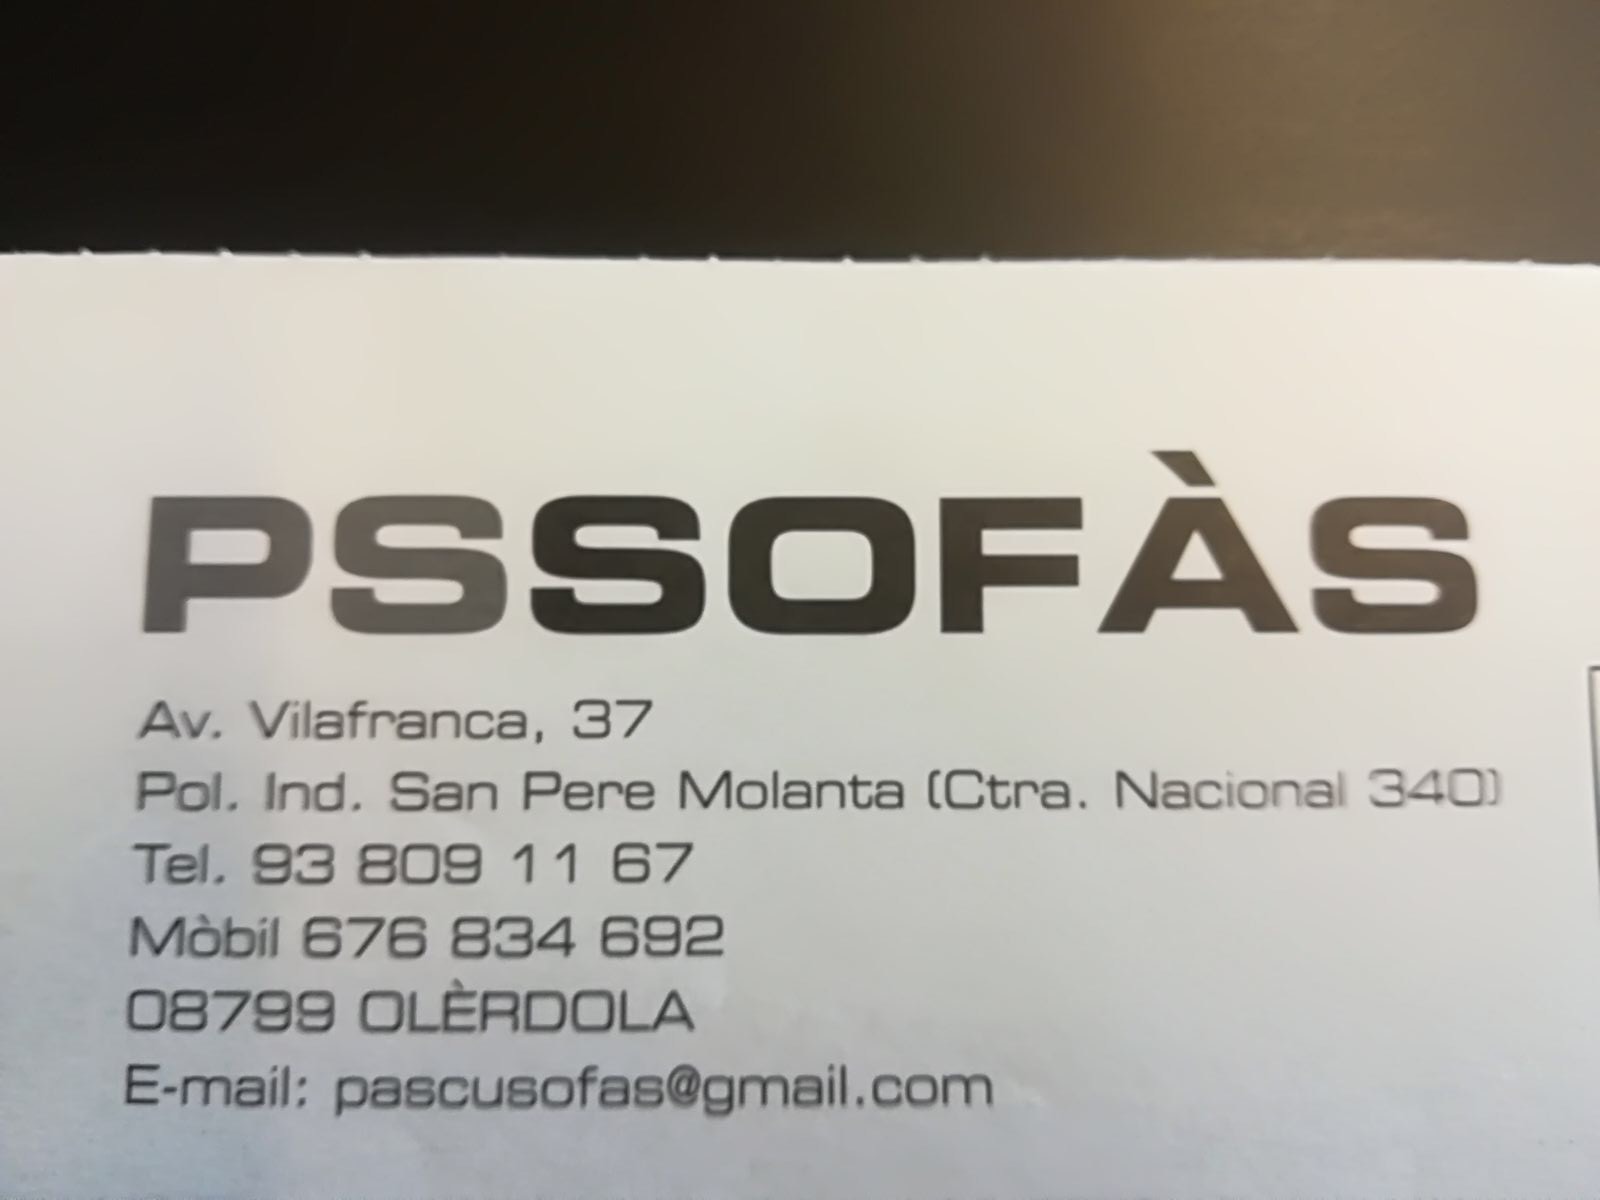 PSSOFÀS
Av. Vilafranca, 37
Pol. Ind. San Pere Molanta (Ctra. Nacional 340)
Tel. 93 809 11 67
Mòbil 676 834 692
08799 OLÈRDOLA
E-mail: pascusofas@gmail.com